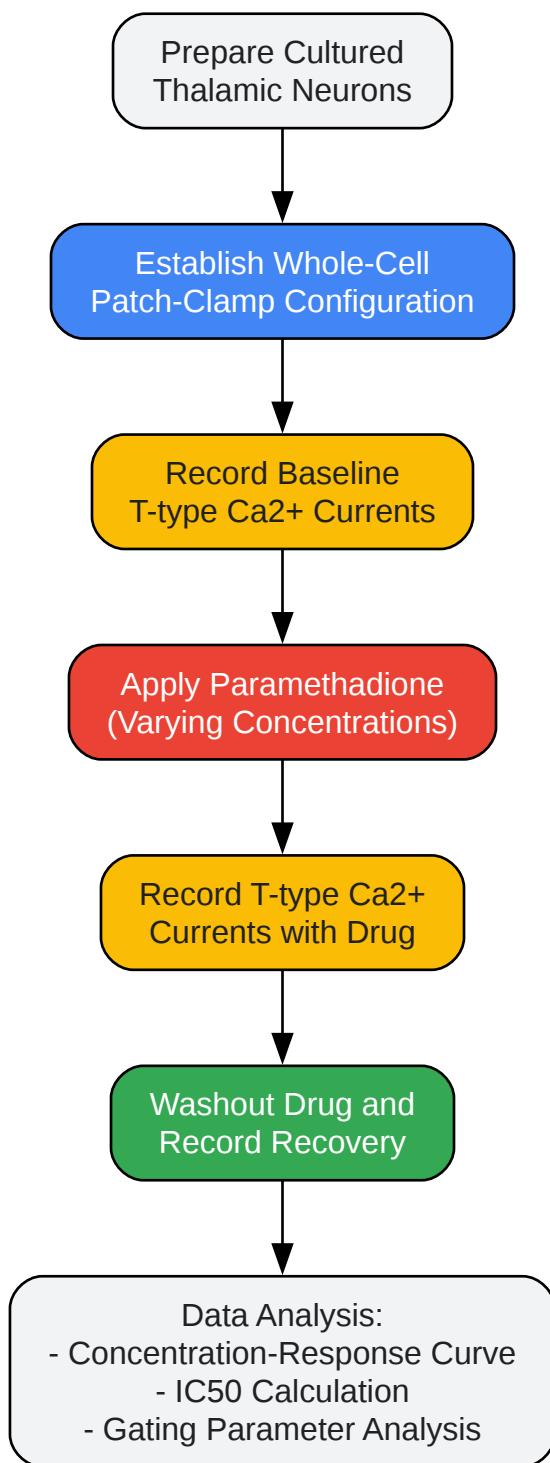 Prepare Cultured
Thalamic Neurons
Establish Whole-Cell
Patch-Clamp Configuration
Record Baseline
T-type Ca2+ Currents
Apply Paramethadione
(Varying Concentrations)
Record T-type Ca2+
Currents with Drug
Washout Drug and
Record Recovery
Data Analysis:
- Concentration-Response Curve
- IC50 Calculation
- Gating Parameter Analysis